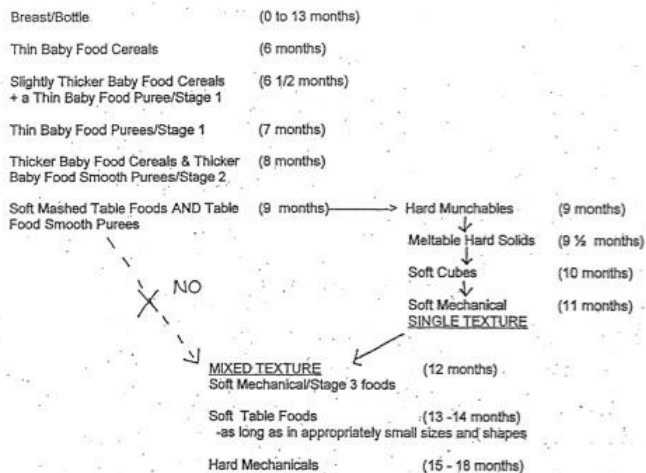 Breast/Bottle (0 to 13 months)
Thin Baby Food Cereals (6 months)
Slightly Thicker Baby Food Cereals (6 1/2 months)
+ a Thin Baby Food Puree/Stage 1
Thin Baby Food Purees/Stage 1 (7 months)
Thicker Baby Food Cereals & Thicker (8 months)
Baby Food Smooth Purees/Stage 2
Soft Mashed Table Foods AND Table (9 months) Hard Munchables (9 months)
Food Smooth Purees
Meltable Hard Solids (9 ½ months)
Soft Cubes (10 months)
NO
Soft Mechanical (11 months)
SINGLE TEXTURE
MIXED TEXTURE (12 months)
Soft Mechanical/Stage 3 foods
Soft Table Foods (13 -14 months)
-as long as in appropriately small sizes and shapes
Hard Mechanicals (15 - 18 months)